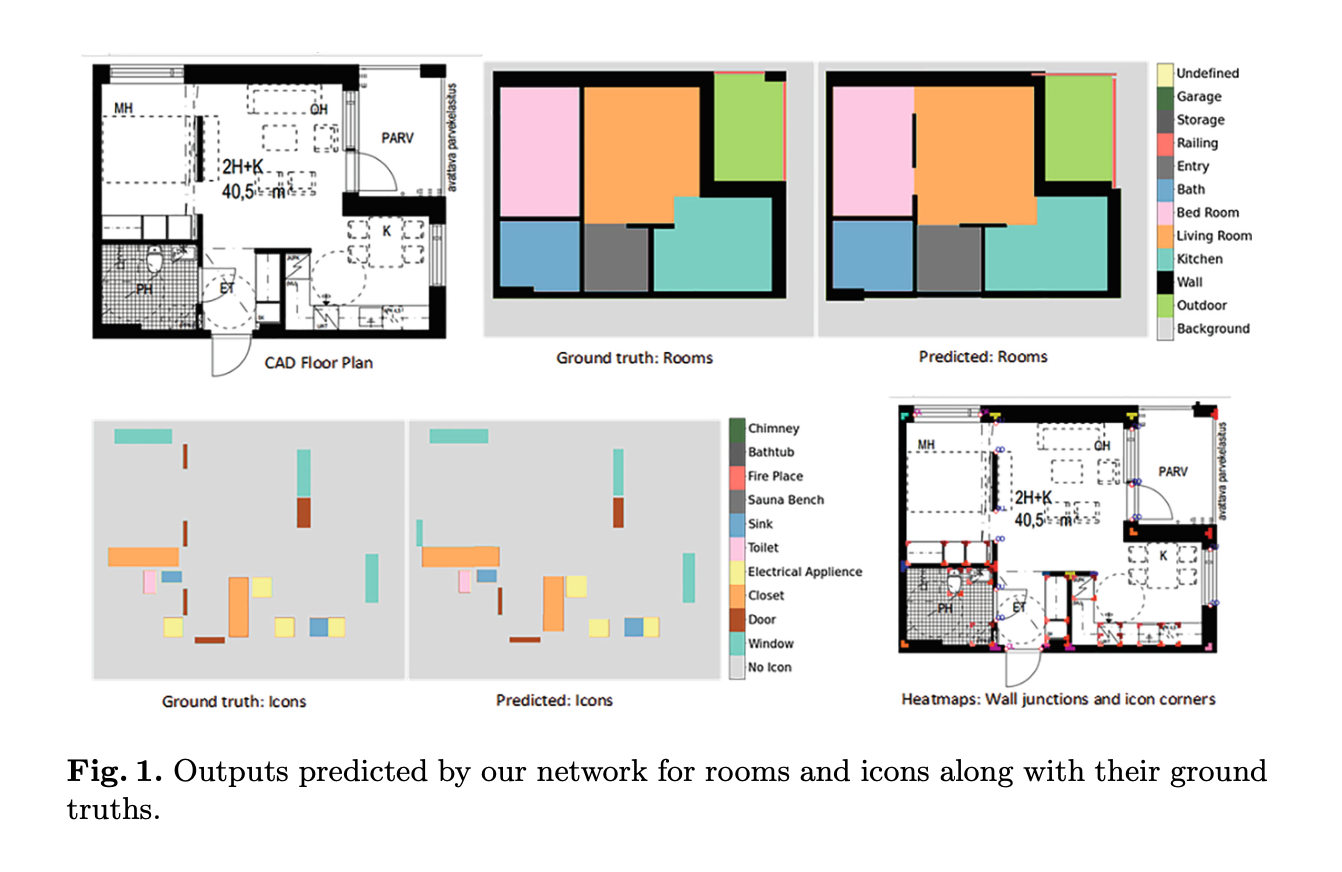 MH
OH
PARV
avattava parvekelasitus
2H+K
40,5 m
K
PH
ET
CAD Floor Plan
Ground truth: Rooms
Predicted: Rooms
Undefined
Garage
Storage
Railing
Entry
Bath
Bed Room
Living Room
Kitchen
Wall
Outdoor
Background
Ground truth: Icons
Predicted: Icons
Chimney
Bathtub
Fire Place
Sauna Bench
Sink
Toilet
Electrical Applience
Closet
Door
Window
No Icon
MH
OH
PARV
avattava parvekelasitus
2H+K
40,5 m
K
PH
ET
Heatmaps: Wall junctions and icon corners
Fig. 1. Outputs predicted by our network for rooms and icons along with their ground
truths.